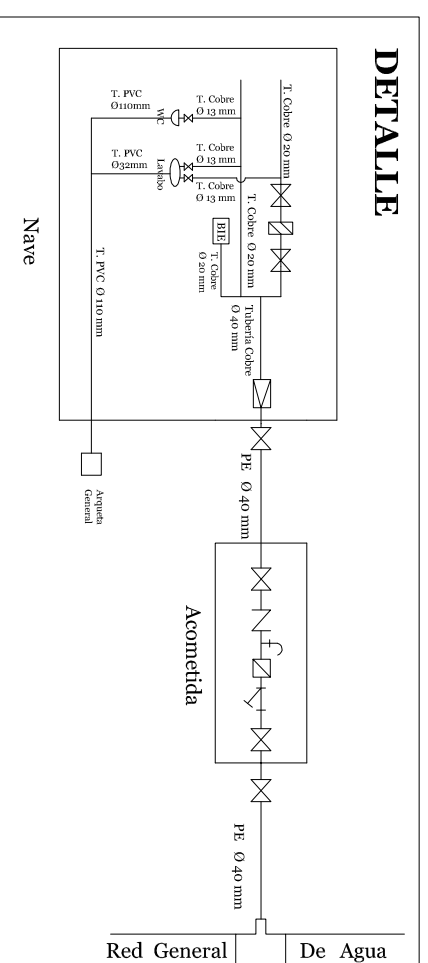 DETALLE
T. Cobre Ø 20 mm
T. PVC
Ø110mm
WC
T. Cobre
Ø 13 mm
T. PVC
Ø32mm
Lavabo
T. Cobre
Ø 13 mm
T. Cobre
Ø 13 mm
T. Cobre Ø 20 mm
BIE
T. Cobre
Ø 20 mm
Tubería Cobre
Ø 40 mm
T. PVC Ø 110 mm
Nave
Arqueta
General
PE Ø 40 mm
Acometida
PE Ø 40 mm
Red General De Agua